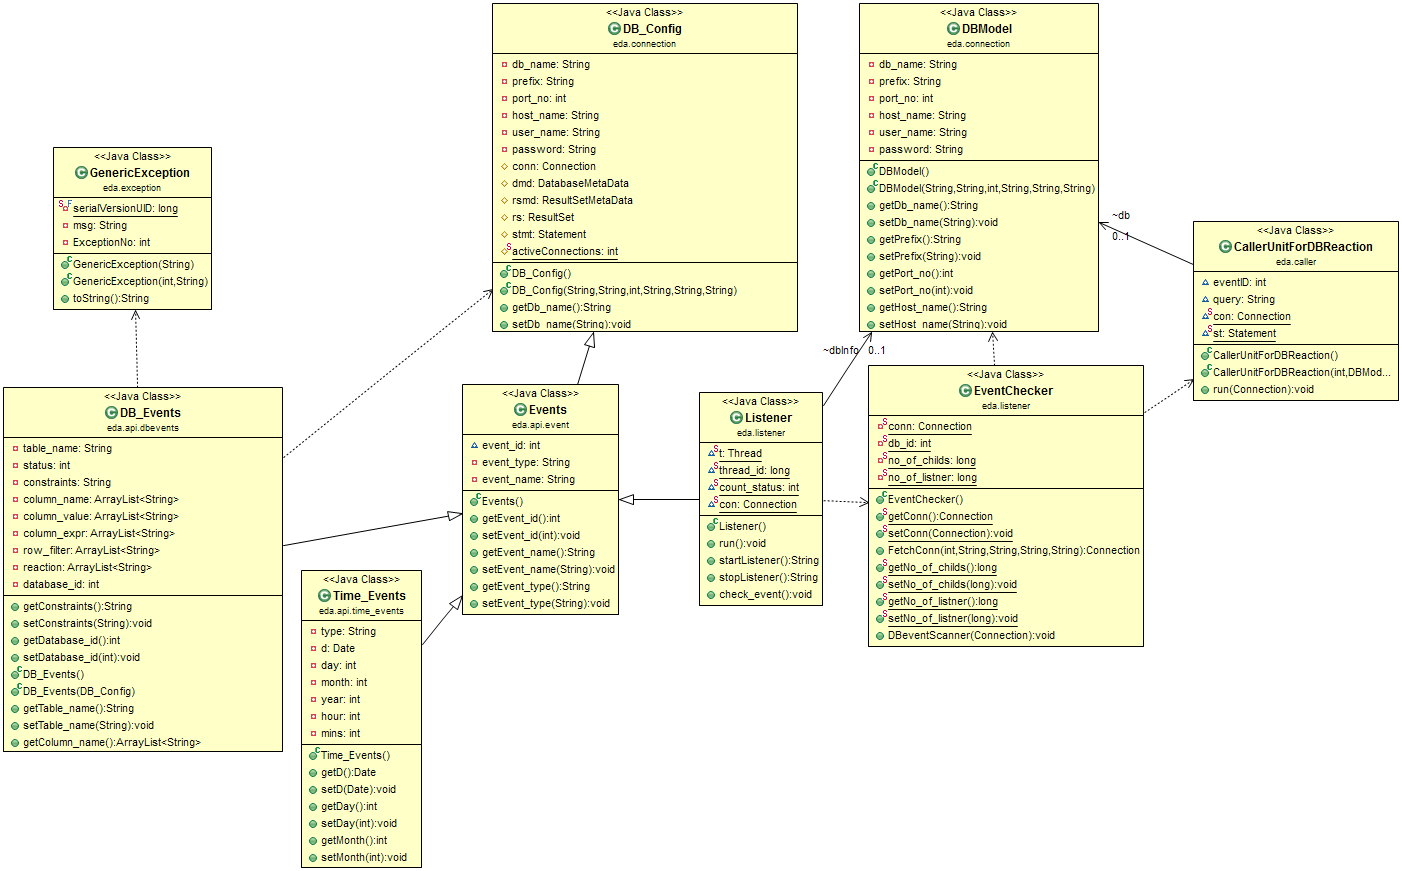 <<Java Class>>
DB_Config
eda.connection
db_name: String
prefix: String
port_no: int
host_name: String
user_name: String
password: String
conn: Connection
dmd: DatabaseMetaData
rsmd: ResultSetMetaData
rs: ResultSet
stmt: Statement
activeConnections: int
DB_Config()
DB_Config(String,String,int,String,String,String)
getDb_name():String
setDb_name(String):void
<<Java Class>>
DBModel
eda.connection
db_name: String
prefix: String
port_no: int
host_name: String
user_name: String
password: String
DBModel()
DBModel(String,String,int,String,String,String)
getDb_name():String
setDb_name(String):void
getPrefix():String
setPrefix(String):void
getPort_no():int
setPort_no(int):void
getHost_name():String
setHost_name(String):void
<<Java Class>>
GenericException
eda.exception
serialVersionUID: long
msg: String
ExceptionNo: int
GenericException(String)
GenericException(int,String)
toString():String
~db
0..1
<<Java Class>>
CallerUnitForDBReaction
eda.caller
eventID: int
query: String
con: Connection
st: Statement
CallerUnitForDBReaction()
CallerUnitForDBReaction(int,DBMod...
run(Connection):void
~dbInfo 0..1
<<Java Class>>
DB_Events
eda.api.dbevents
table_name: String
status: int
constraints: String
column_name: ArrayList<String>
column_value: ArrayList<String>
column_expr: ArrayList<String>
row_filter: ArrayList<String>
reaction: ArrayList<String>
database_id: int
getConstraints():String
setConstraints(String):void
getDatabase_id():int
setDatabase_id(int):void
DB_Events()
DB_Events(DB_Config)
getTable_name():String
setTable_name(String):void
getColumn_name():ArrayList<String>
<<Java Class>>
Events
eda.api.event
event_id: int
event_type: String
event_name: String
Events()
getEvent_id():int
setEvent_id(int):void
getEvent_name():String
setEvent_name(String):void
getEvent_type():String
setEvent_type(String):void
<<Java Class>>
Listener
eda.listener
t: Thread
thread_id: long
count_status: int
con: Connection
Listener()
run():void
startListener():String
stopListener():String
check_event():void
<<Java Class>>
EventChecker
eda.listener
conn: Connection
db_id: int
no_of_childs: long
no_of_listner: long
EventChecker()
getConn():Connection
setConn(Connection):void
FetchConn(int,String,String,String,String):Connection
getNo_of_childs():long
setNo_of_childs(long):void
getNo_of_listner():long
setNo_of_listner(long):void
DBeventScanner(Connection):void
<<Java Class>>
Time_Events
eda.api.time_events
type: String
d: Date
day: int
month: int
year: int
hour: int
mins: int
Time_Events()
getD():Date
setD(Date):void
getDay():int
setDay(int):void
getMonth():int
setMonth(int):void